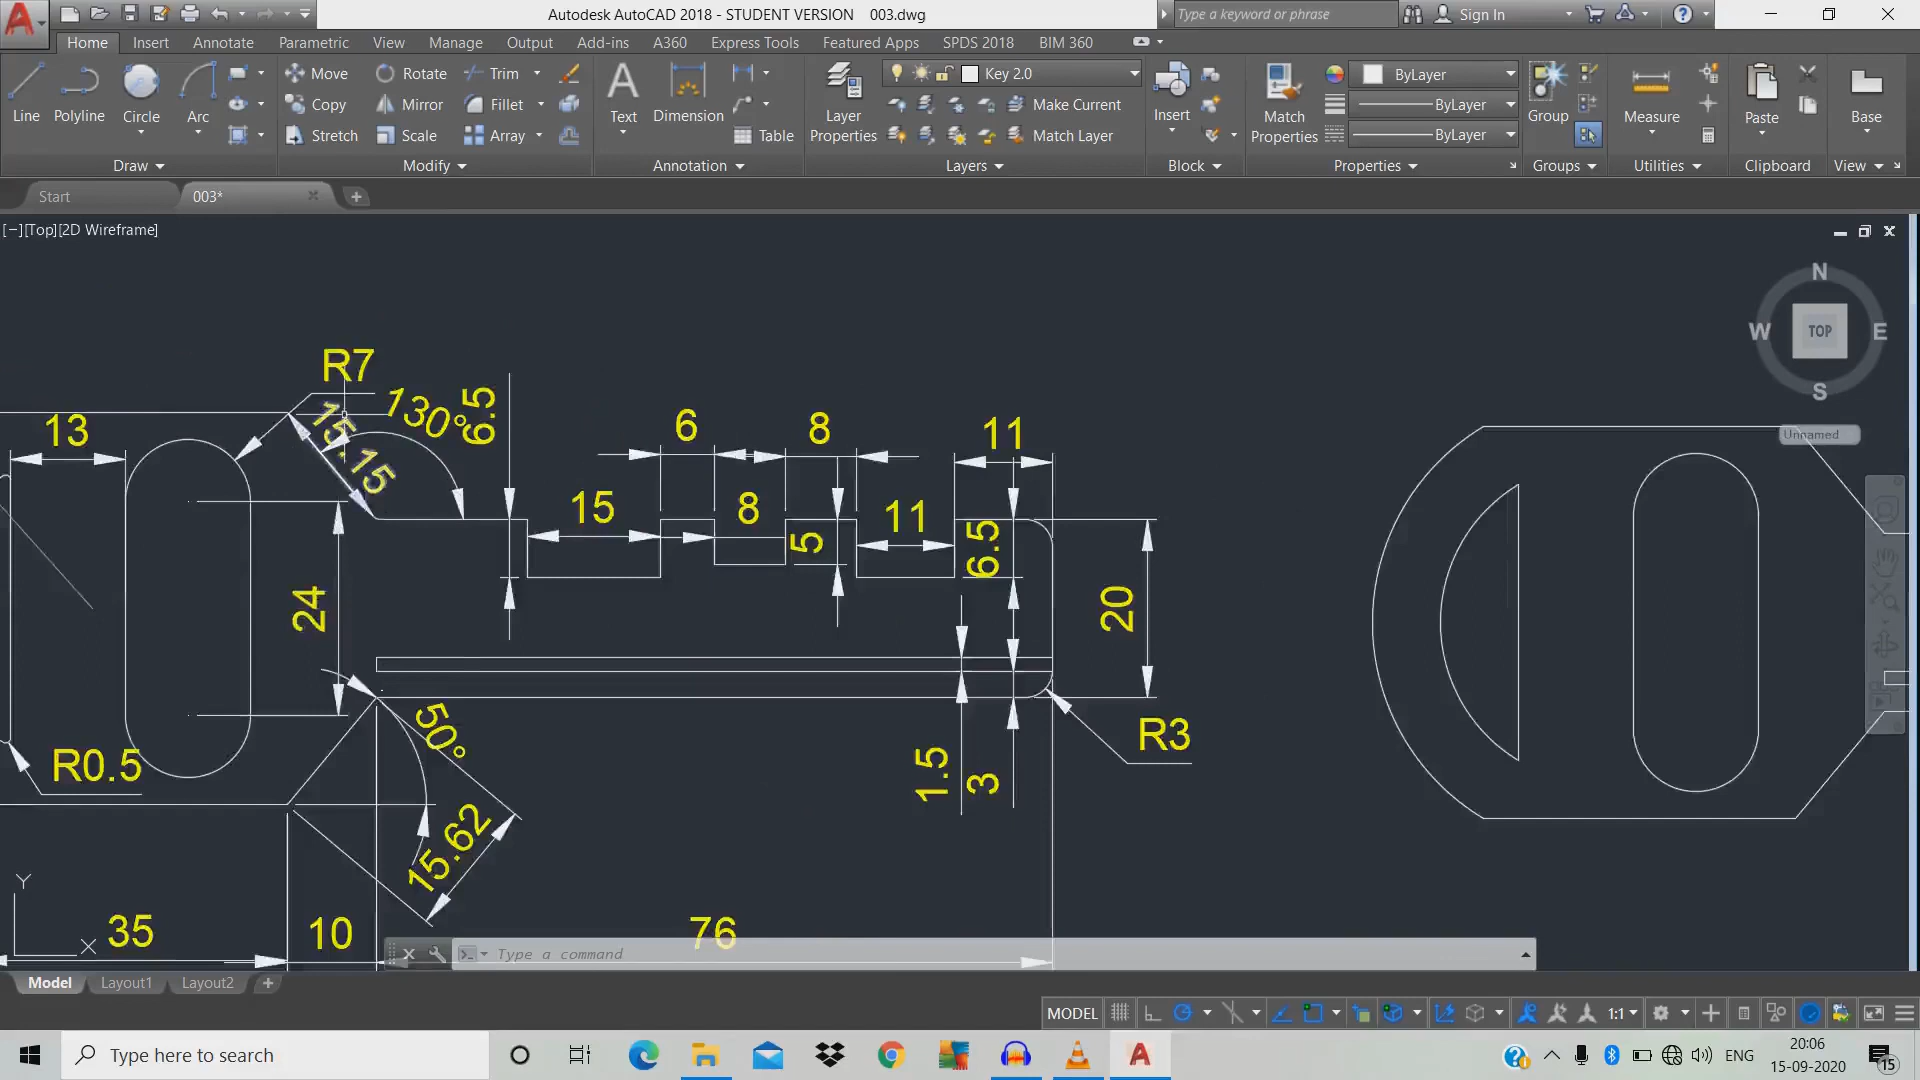 Autodesk AutoCAD 2018 - STUDENT VERSION 003.dwg
Type a keyword or phrase
Sign In
Home Insert Annotate Parametric View Manage Output Add-ins A360 Express Tools Featured Apps SPDS 2018 BIM 360
Line Polyline Circle Arc
Move Rotate Trim
Copy Mirror Fillet
Stretch Scale Array
Text Dimension Table
Layer Properties
Key 2.0
Make Current
Match Layer
Insert
Match Properties
ByLayer
ByLayer
ByLayer
Group Measure Paste Base
Draw Modify Annotation Layers Block Properties Groups Utilities Clipboard View
Start 003*
[−][Top][2D Wireframe]
N
W TOP E
S
Unnamed
R7
13
15.15
130°
6.5
6
8
11
15
8
5
11
6.5
24
20
R0.5
50°
15.62
1.5
3
R3
Y
X
35
10
76
Type a command
Model Layout1 Layout2
MODEL 1:1
Type here to search
ENG
20:06
15-09-2020
15